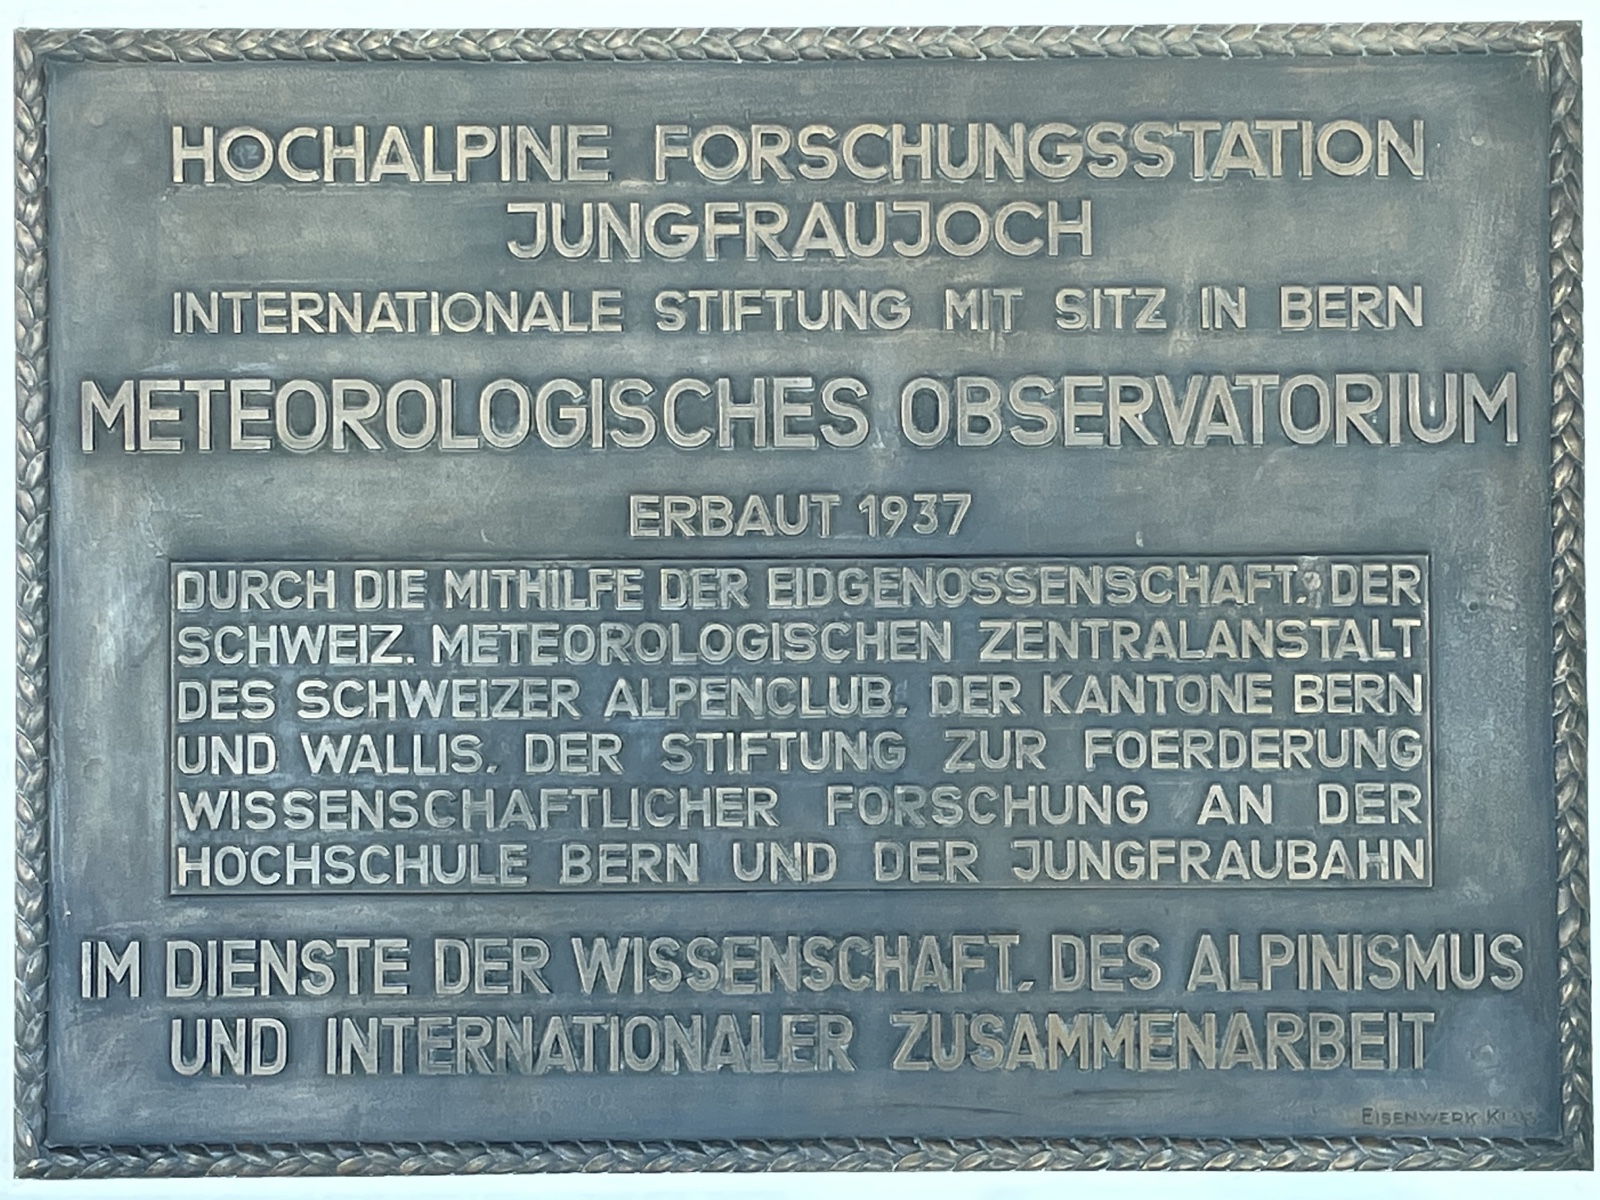 HOCHALPINE FORSCHUNGSSTATION
JUNGFRAUJOCH
INTERNATIONALE STIFTUNG MIT SITZ IN BERN
METEOROLOGISCHES OBSERVATORIUM
ERBAUT 1937
DURCH DIE MITHILFE DER EIDGENOSSENSCHAFT, DER
SCHWEIZ. METEOROLOGISCHEN ZENTRALANSTALT
DES SCHWEIZER ALPENCLUB, DER KANTONE BERN
UND WALLIS, DER STIFTUNG ZUR FOERDERUNG
WISSENSCHAFTLICHER FORSCHUNG AN DER
HOCHSCHULE BERN UND DER JUNGFRAUBAHN
IM DIENSTE DER WISSENSCHAFT, DES ALPINISMUS
UND INTERNATIONALER ZUSAMMENARBEIT
EISENWERK